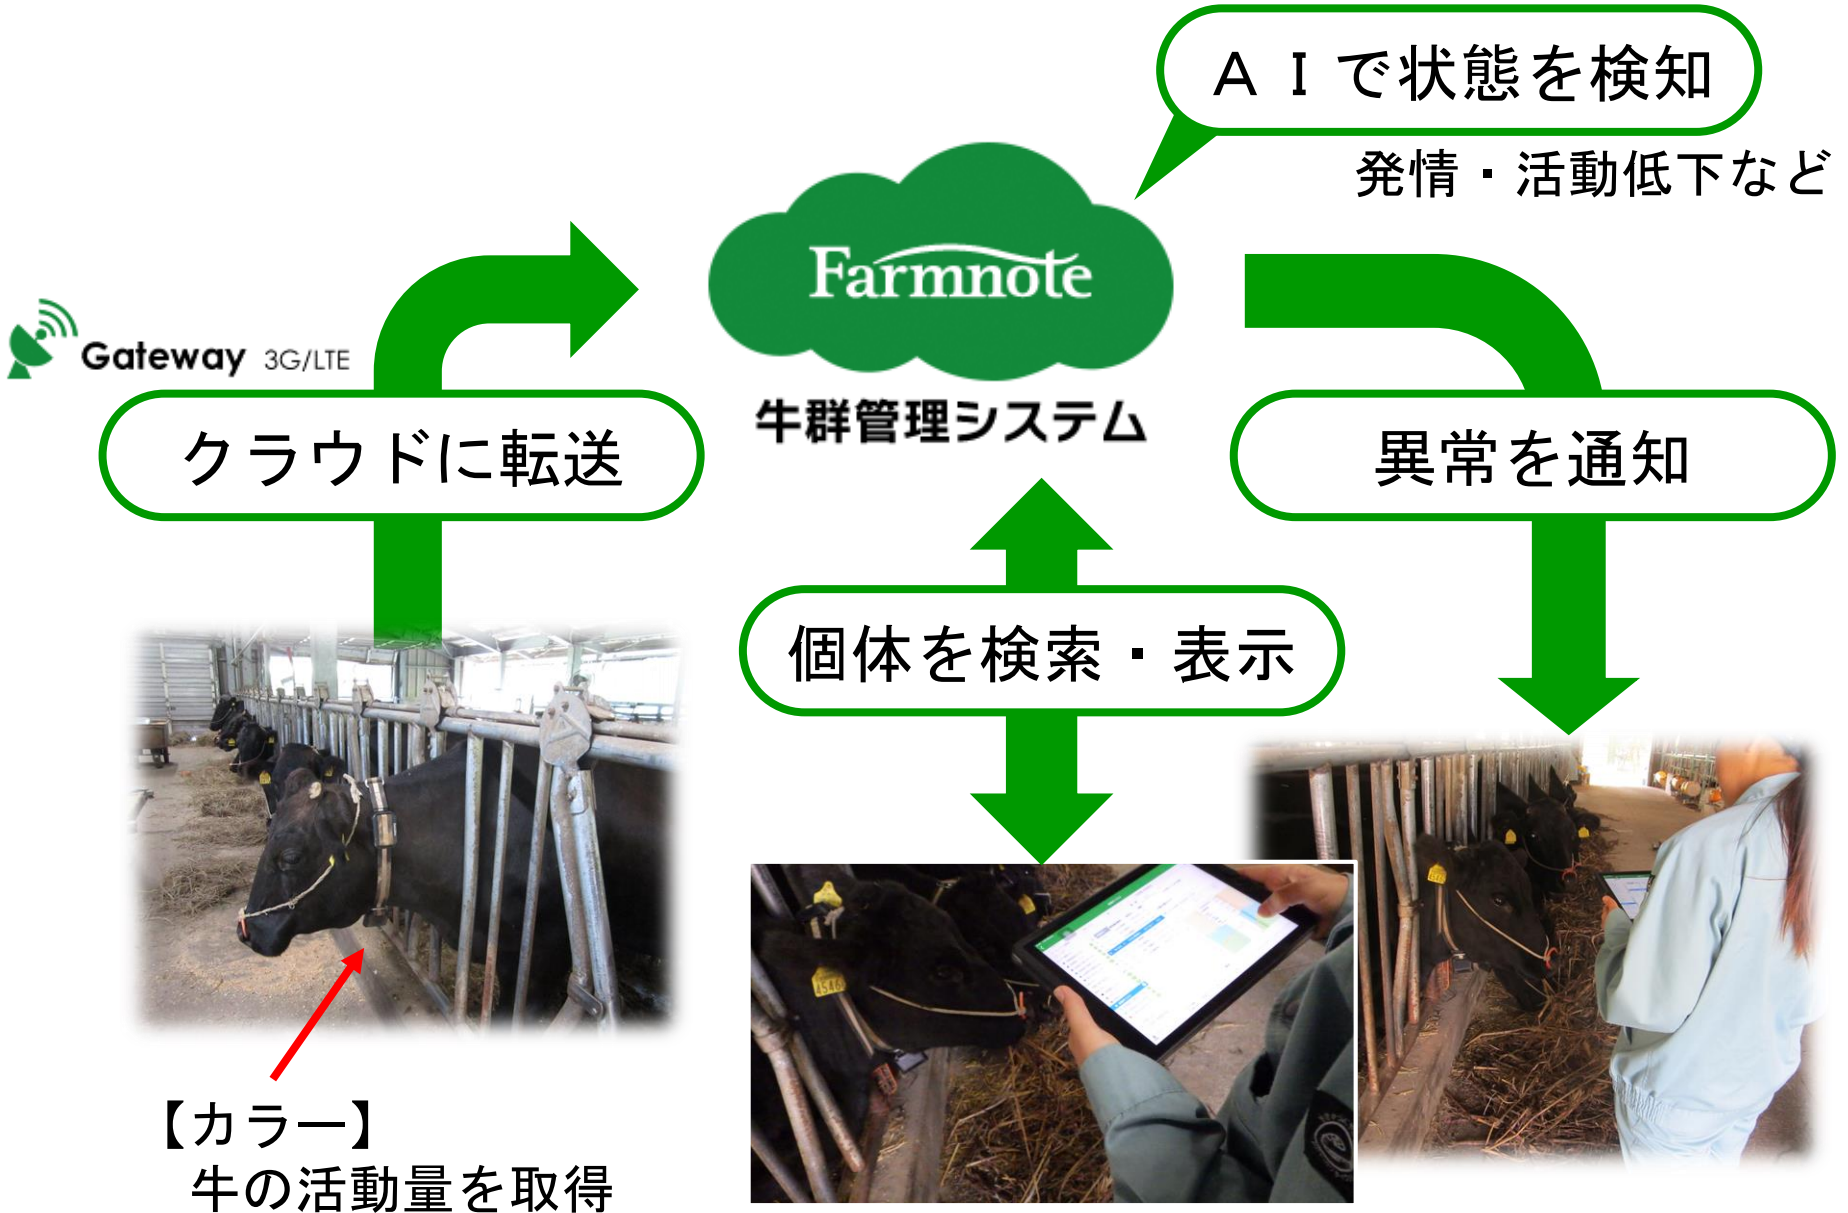 ＡＩで状態を検知
発情・活動低下など
Farmnote
牛群管理システム
Gateway 3G/LTE
クラウドに転送
異常を通知
個体を検索・表示
【カラー】
牛の活動量を取得
4546